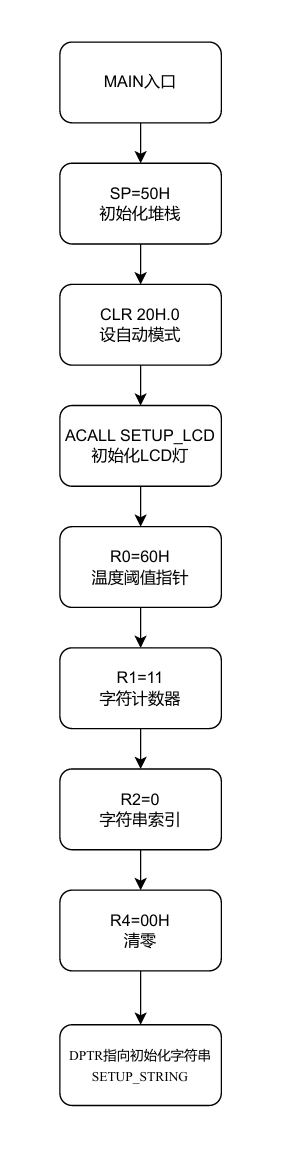 MAIN入口
SP=50H
初始化堆栈
CLR 20H.0
设自动模式
ACALL SETUP_LCD
初始化LCD灯
R0=60H
温度阈值指针
R1=11
字符计数器
R2=0
字符串索引
R4=00H
清零
DPTR指向初始化字符串
SETUP_STRING